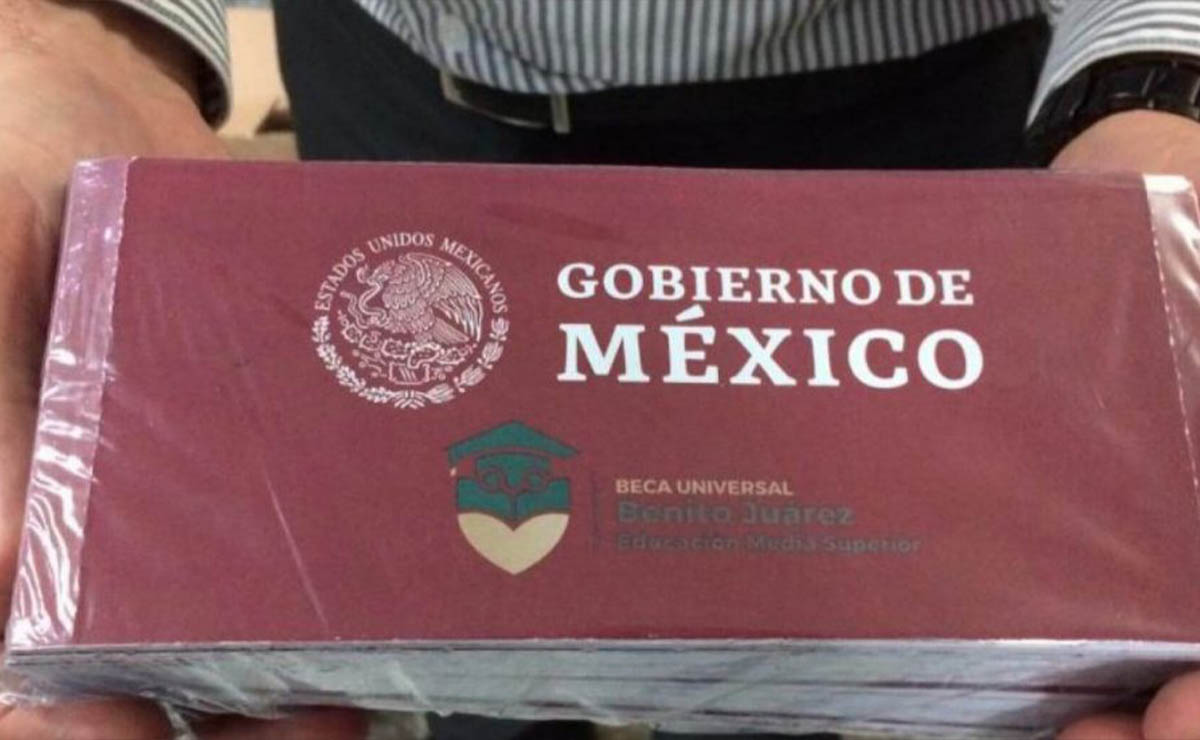 ESTADOS UNIDOS MEXICANOS
GOBIERNO DE
MÉXICO
BECA UNIVERSAL
Benito Juárez
Educación Media Superior